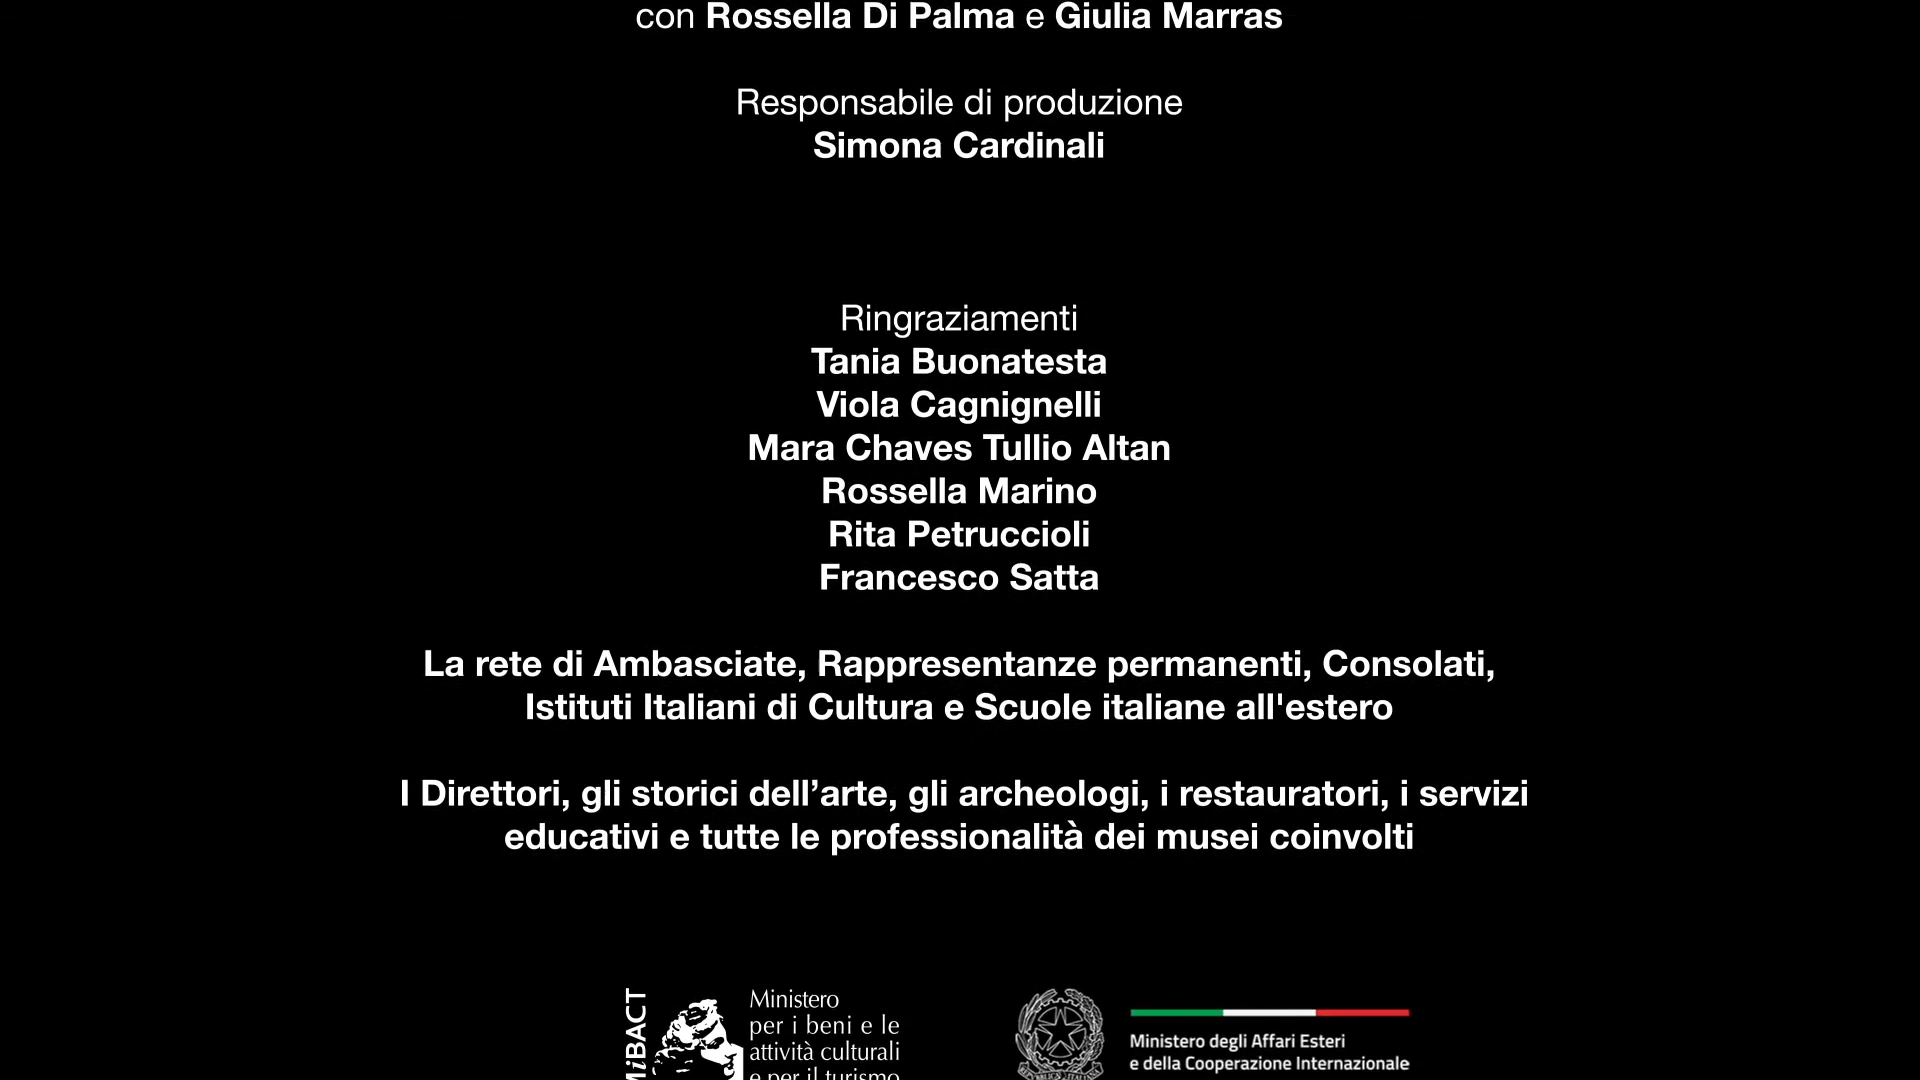 con Rossella Di Palma e Giulia Marras
Responsabile di produzione
Simona Cardinali
Ringraziamenti
Tania Buonatesta
Viola Cagnignelli
Mara Chaves Tullio Altan
Rossella Marino
Rita Petruccioli
Francesco Satta
La rete di Ambasciate, Rappresentanze permanenti, Consolati,
Istituti Italiani di Cultura e Scuole italiane all'estero
I Direttori, gli storici dell’arte, gli archeologi, i restauratori, i servizi
educativi e tutte le professionalità dei musei coinvolti
MiBACT
Ministero
per i beni e le
attività culturali
e per il turismo
Ministero degli Affari Esteri
e della Cooperazione Internazionale